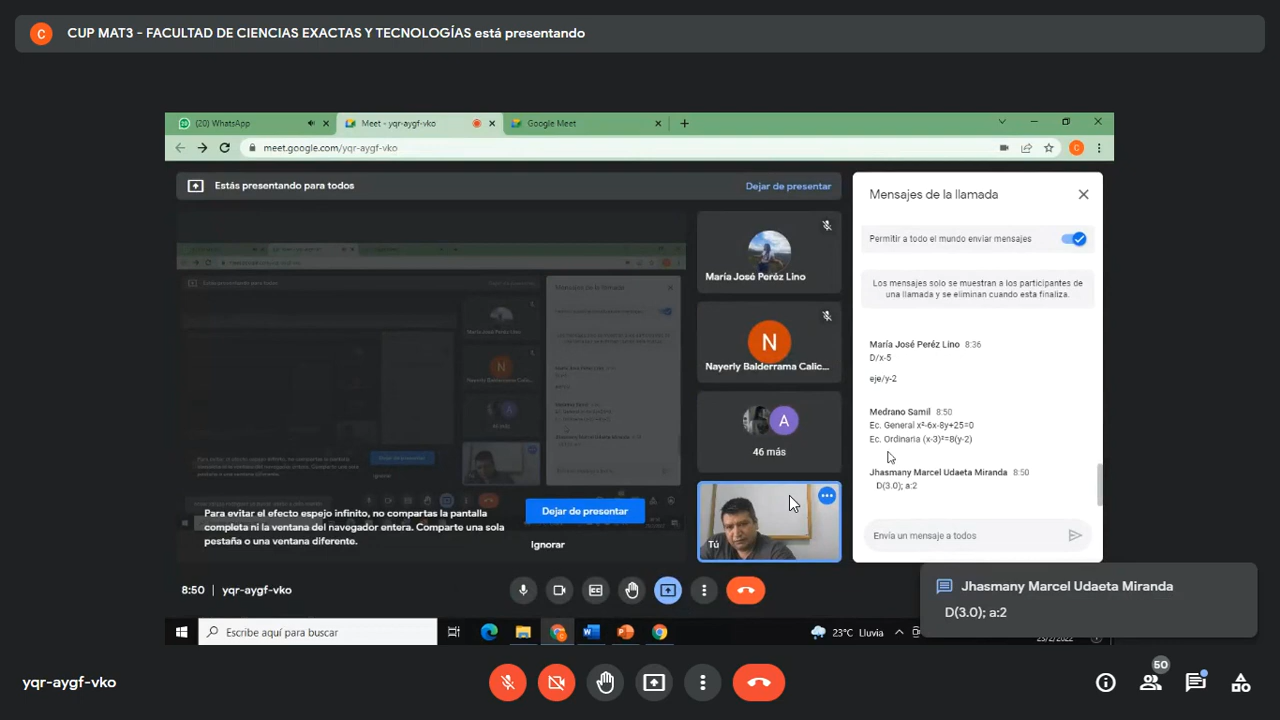 C CUP MAT3 - FACULTAD DE CIENCIAS EXACTAS Y TECNOLOGÍAS está presentando
(20) WhatsApp
Meet - yqr-aygf-vko
Google Meet
meet.google.com/yqr-aygf-vko
C
Estás presentando para todos
Dejar de presentar
Mensajes de la llamada
Permitir a todo el mundo enviar mensajes
Los mensajes solo se muestran a los participantes de
una llamada y se eliminan cuando esta finaliza.
María José Peréz Lino
N
Nayerly Balderrama Calic...
A
46 más
Tú
María José Peréz Lino 8:36
D/x-5
eje/y-2
Medrano Samil 8:50
Ec. General x²-6x-8y+25=0
Ec. Ordinaria (x-3)²=8(y-2)
Jhasmany Marcel Udaeta Miranda 8:50
D(3.0); a:2
Envía un mensaje a todos
Para evitar el efecto espejo infinito, no compartas la pantalla
completa ni la ventana del navegador entera. Comparte una sola
pestaña o una ventana diferente.
Dejar de presentar
Ignorar
8:50 | yqr-aygf-vko
Jhasmany Marcel Udaeta Miranda
D(3.0); a:2
Escribe aquí para buscar
23°C Lluvia
yqr-aygf-vko
50